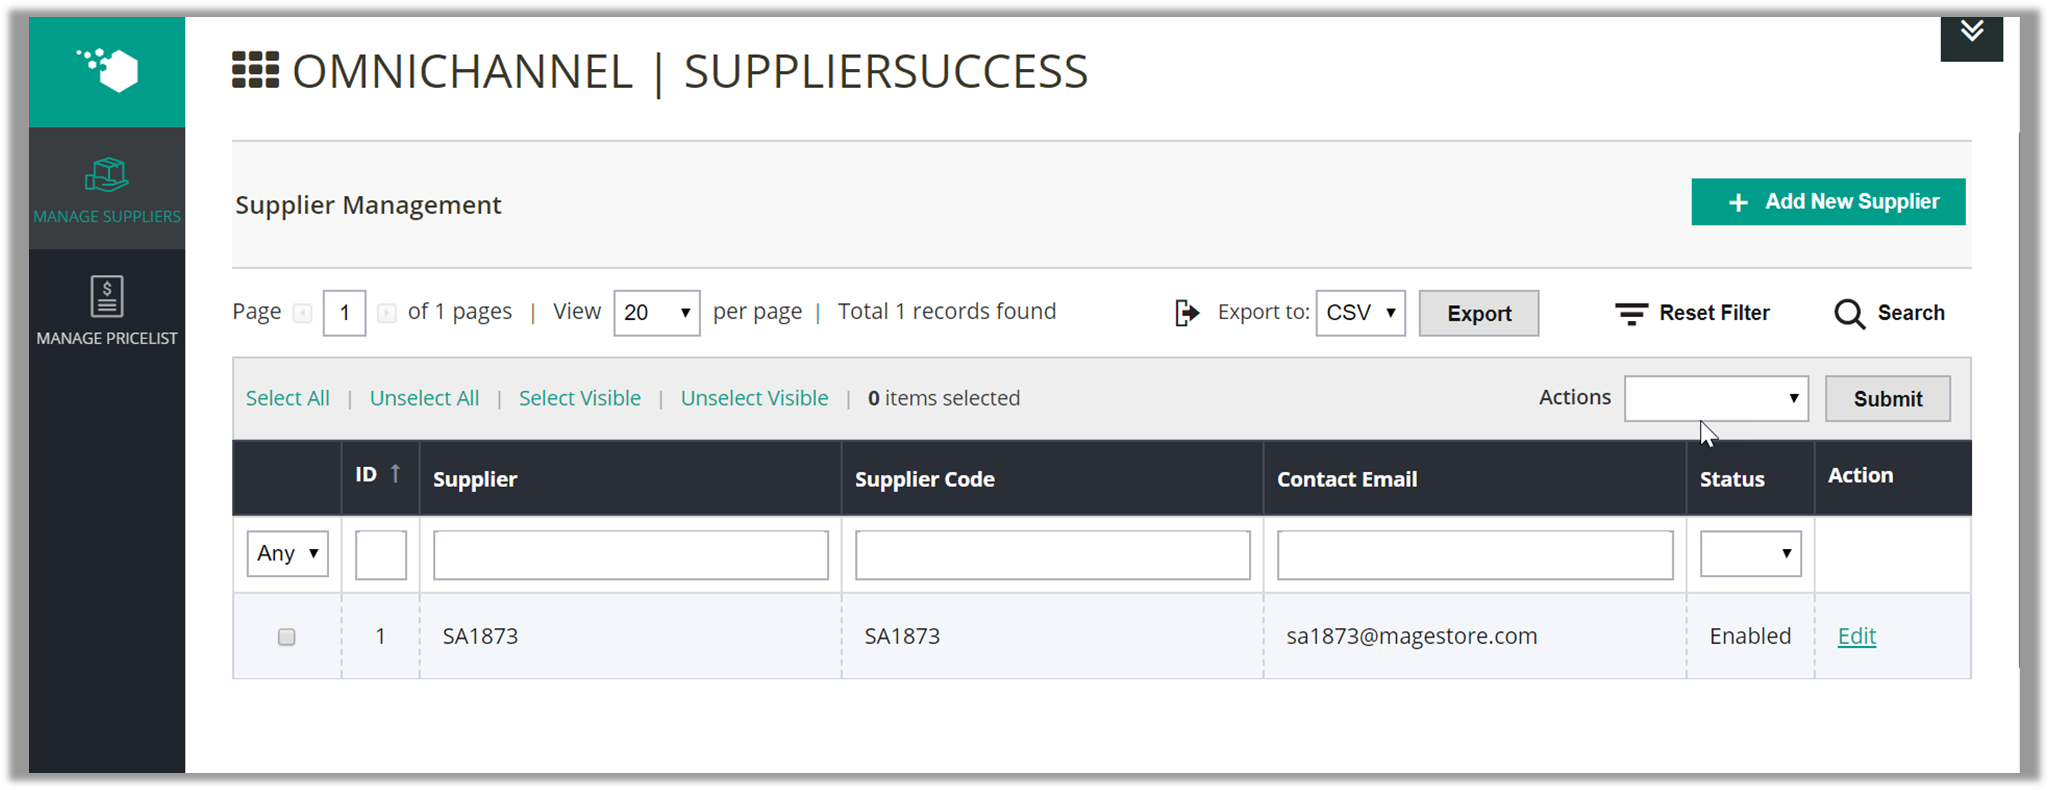 OMNICHANNEL | SUPPLIERSUCCESS
MANAGE SUPPLIERS
MANAGE PRICELIST
Supplier Management
+ Add New Supplier
Page 1 of 1 pages | View 20 per page | Total 1 records found Export to: CSV Export Reset Filter Search
Select All | Unselect All | Select Visible | Unselect Visible | 0 items selected Actions Submit
ID ↑ Supplier Supplier Code Contact Email Status Action
Any
1 SA1873 SA1873 sa1873@magestore.com Enabled Edit